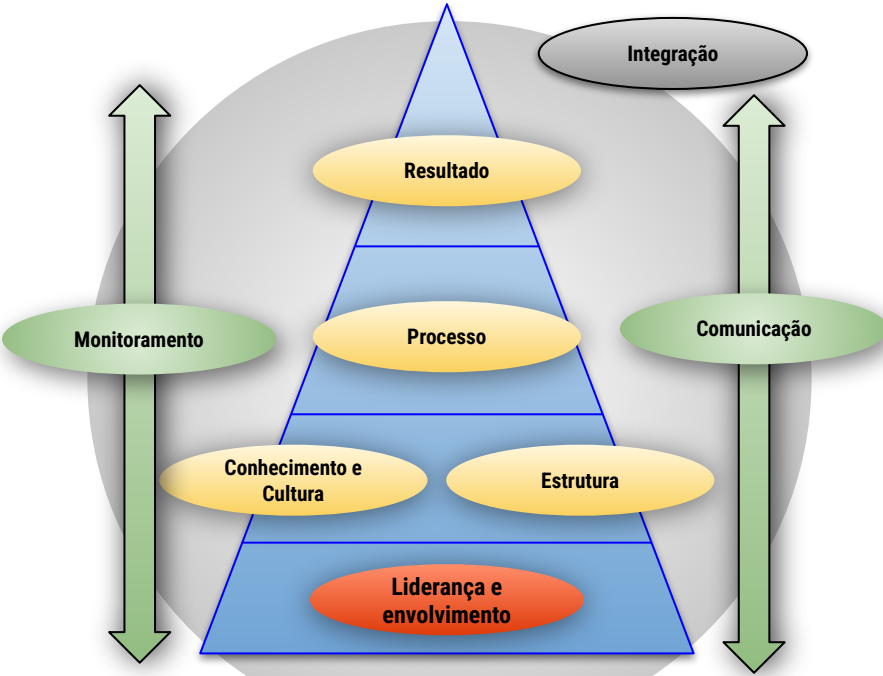 Integração
Resultado
Monitoramento
Processo
Comunicação
Conhecimento e
Cultura
Estrutura
Liderança e
envolvimento